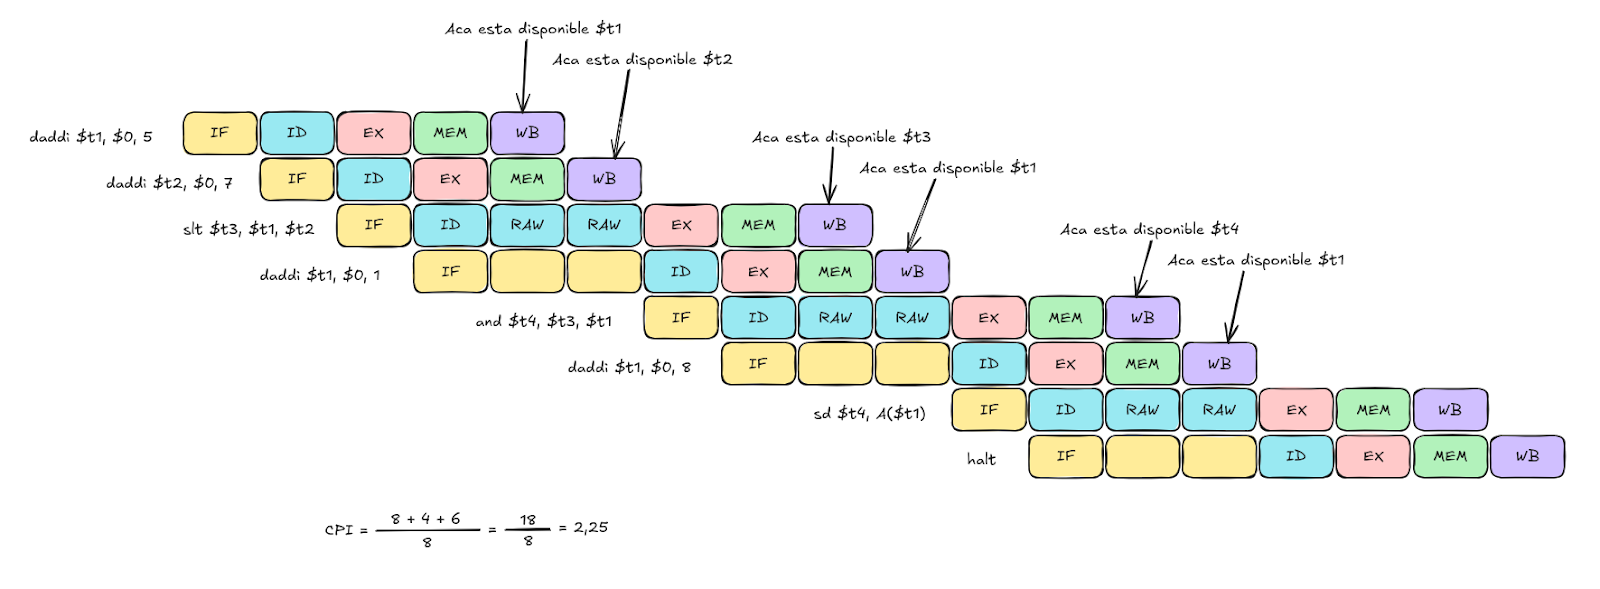 Aca esta disponible $t1
Aca esta disponible $t2
daddi $t1, $0, 5 IF ID EX MEM WB
Aca esta disponible $t3
Aca esta disponible $t1
daddi $t2, $0, 7 IF ID EX MEM WB
slt $t3, $t1, $t2 IF ID RAW RAW EX MEM WB
Aca esta disponible $t4
Aca esta disponible $t1
daddi $t1, $0, 1 IF ID EX MEM WB
and $t4, $t3, $t1 IF ID RAW RAW EX MEM WB
daddi $t1, $0, 8 IF ID EX MEM WB
sd $t4, A($t1) IF ID RAW RAW EX MEM WB
halt IF ID EX MEM WB
CPI = 8 + 4 + 6 / 8 = 18 / 8 = 2,25